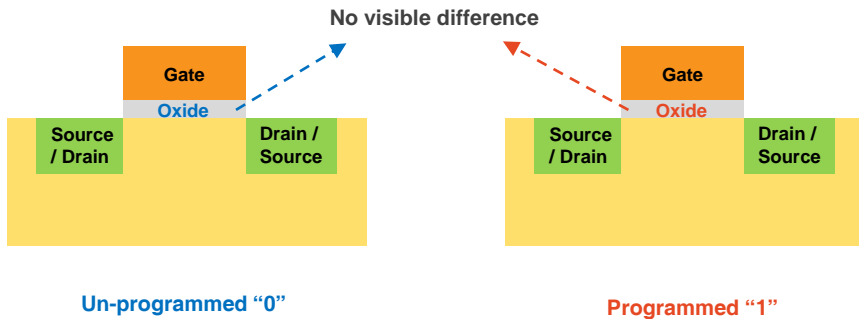 No visible difference
Gate
Oxide
Source
/ Drain
Drain /
Source
Un-programmed “0”
Gate
Oxide
Source
/ Drain
Drain /
Source
Programmed “1”